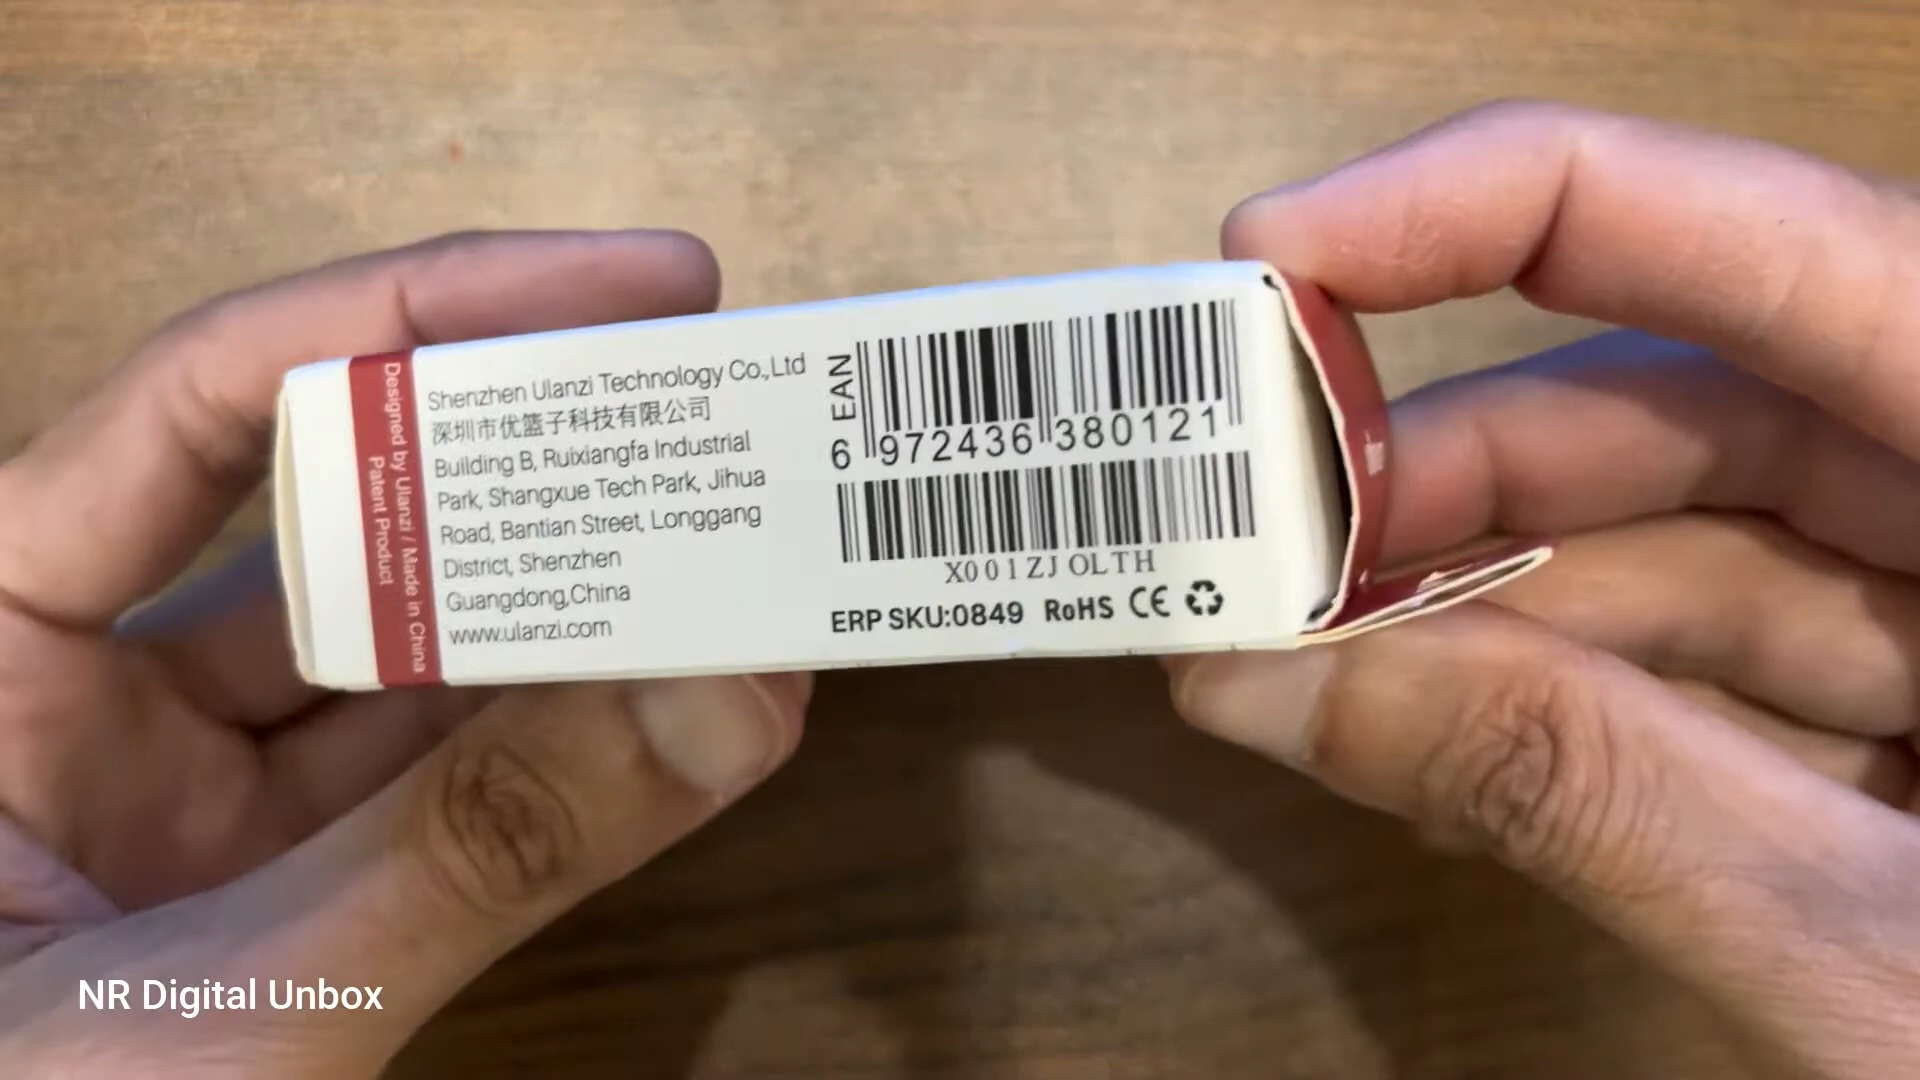 Designed by Ulanzi / Made in China
Patent Product
Shenzhen Ulanzi Technology Co.,Ltd
深圳市优篮子科技有限公司
Building B, Ruixiangfa Industrial
Park, Shangxue Tech Park, Jihua
Road, Bantian Street, Longgang
District, Shenzhen
Guangdong,China
www.ulanzi.com
EAN
6 972436 380121
X001ZJOLTH
ERP SKU:0849 RoHS CE
NR Digital Unbox